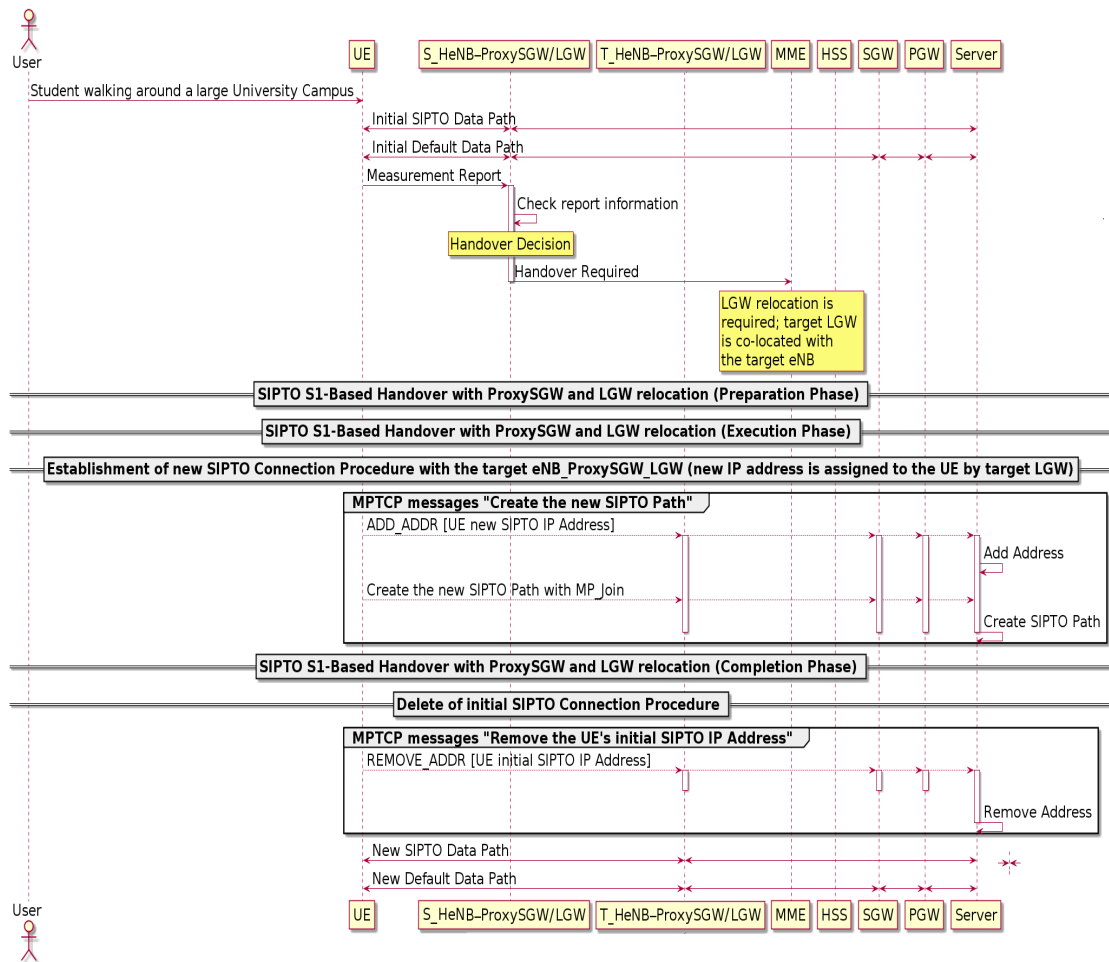 User
UE
S_HeNB–ProxySGW/LGW
T_HeNB–ProxySGW/LGW
MME
HSS
SGW
PGW
Server
Student walking around a large University Campus
Initial SIPTO Data Path
Initial Default Data Path
Measurement Report
Check report information
Handover Decision
Handover Required
LGW relocation is
required; target LGW
is co-located with
the target eNB
SIPTO S1-Based Handover with ProxySGW and LGW relocation (Preparation Phase)
SIPTO S1-Based Handover with ProxySGW and LGW relocation (Execution Phase)
Establishment of new SIPTO Connection Procedure with the target eNB_ProxySGW_LGW (new IP address is assigned to the UE by target LGW)
MPTCP messages "Create the new SIPTO Path"
ADD_ADDR [UE new SIPTO IP Address]
Add Address
Create the new SIPTO Path with MP_Join
Create SIPTO Path
SIPTO S1-Based Handover with ProxySGW and LGW relocation (Completion Phase)
Delete of initial SIPTO Connection Procedure
MPTCP messages "Remove the UE's initial SIPTO IP Address"
REMOVE_ADDR [UE initial SIPTO IP Address]
Remove Address
New SIPTO Data Path
New Default Data Path
User
UE
S_HeNB–ProxySGW/LGW
T_HeNB–ProxySGW/LGW
MME
HSS
SGW
PGW
Server